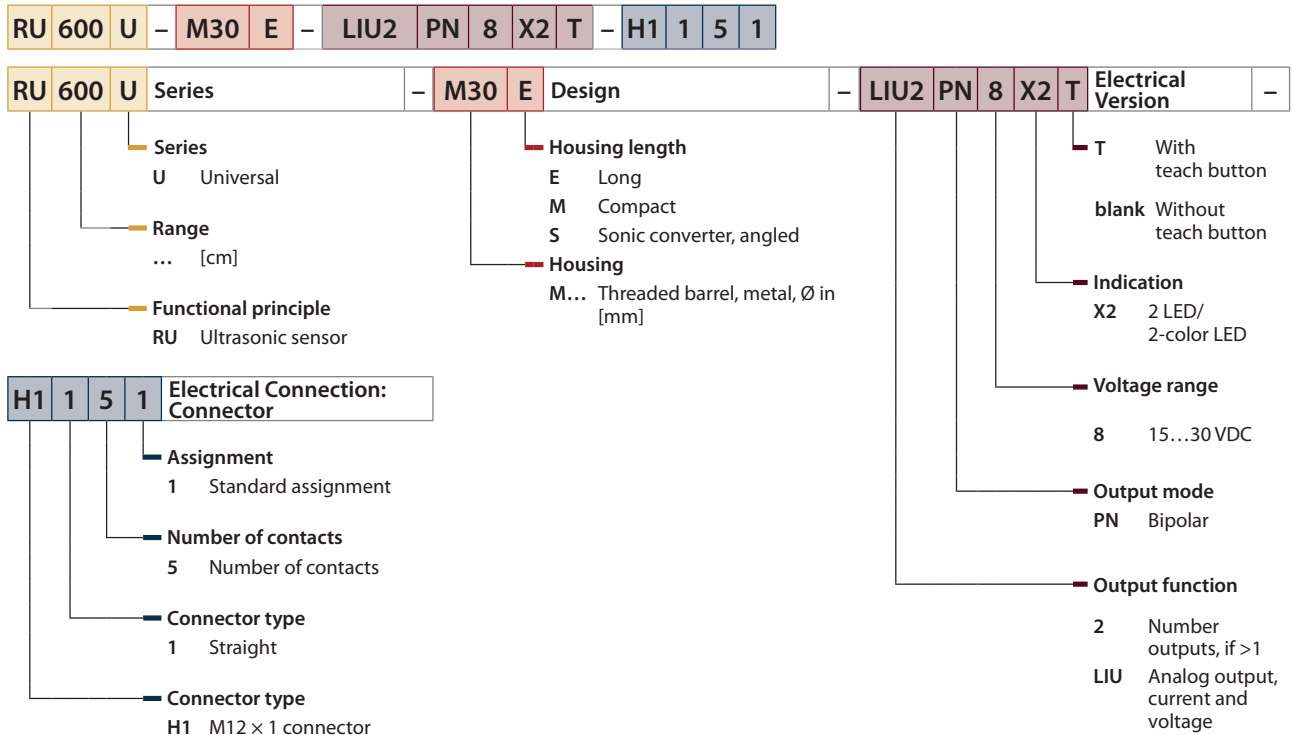 RU 600 U – M30 E – LIU2 PN 8 X2 T – H1 1 5 1
RU 600 U Series – M30 E Design – LIU2 PN 8 X2 T Electrical Version –
Series
U Universal
Range
… [cm]
Functional principle
RU Ultrasonic sensor
Housing length
E Long
M Compact
S Sonic converter, angled
Housing
M… Threaded barrel, metal, Ø in
[mm]
T With
teach button
blank Without
teach button
Indication
X2 2 LED/
2-color LED
Voltage range
8 15…30 VDC
Output mode
PN Bipolar
Output function
2 Number
outputs, if >1
LIU Analog output,
current and
voltage
H1 1 5 1 Electrical Connection:
Connector
Assignment
1 Standard assignment
Number of contacts
5 Number of contacts
Connector type
1 Straight
Connector type
H1 M12 × 1 connector